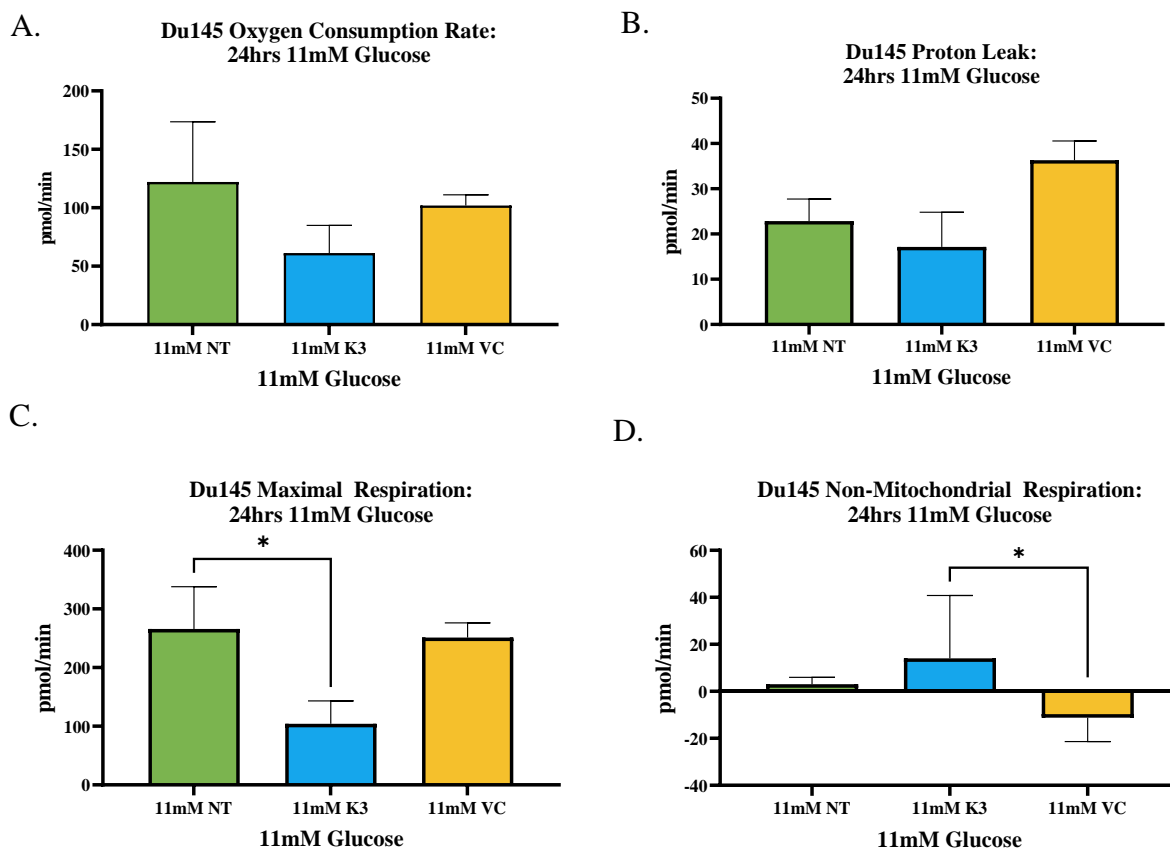 A.
Du145 Oxygen Consumption Rate:
24hrs 11mM Glucose
pmol/min
200
150
100
50
0
11mM NT 11mM K3 11mM VC
11mM Glucose
B.
Du145 Proton Leak:
24hrs 11mM Glucose
pmol/min
50
40
30
20
10
0
11mM NT 11mM K3 11mM VC
11mM Glucose
C.
Du145 Maximal Respiration:
24hrs 11mM Glucose
pmol/min
400
300
200
100
0
*
11mM NT 11mM K3 11mM VC
11mM Glucose
D.
Du145 Non-Mitochondrial Respiration:
24hrs 11mM Glucose
pmol/min
60
40
20
0
-20
-40
*
11mM NT 11mM K3 11mM VC
11mM Glucose